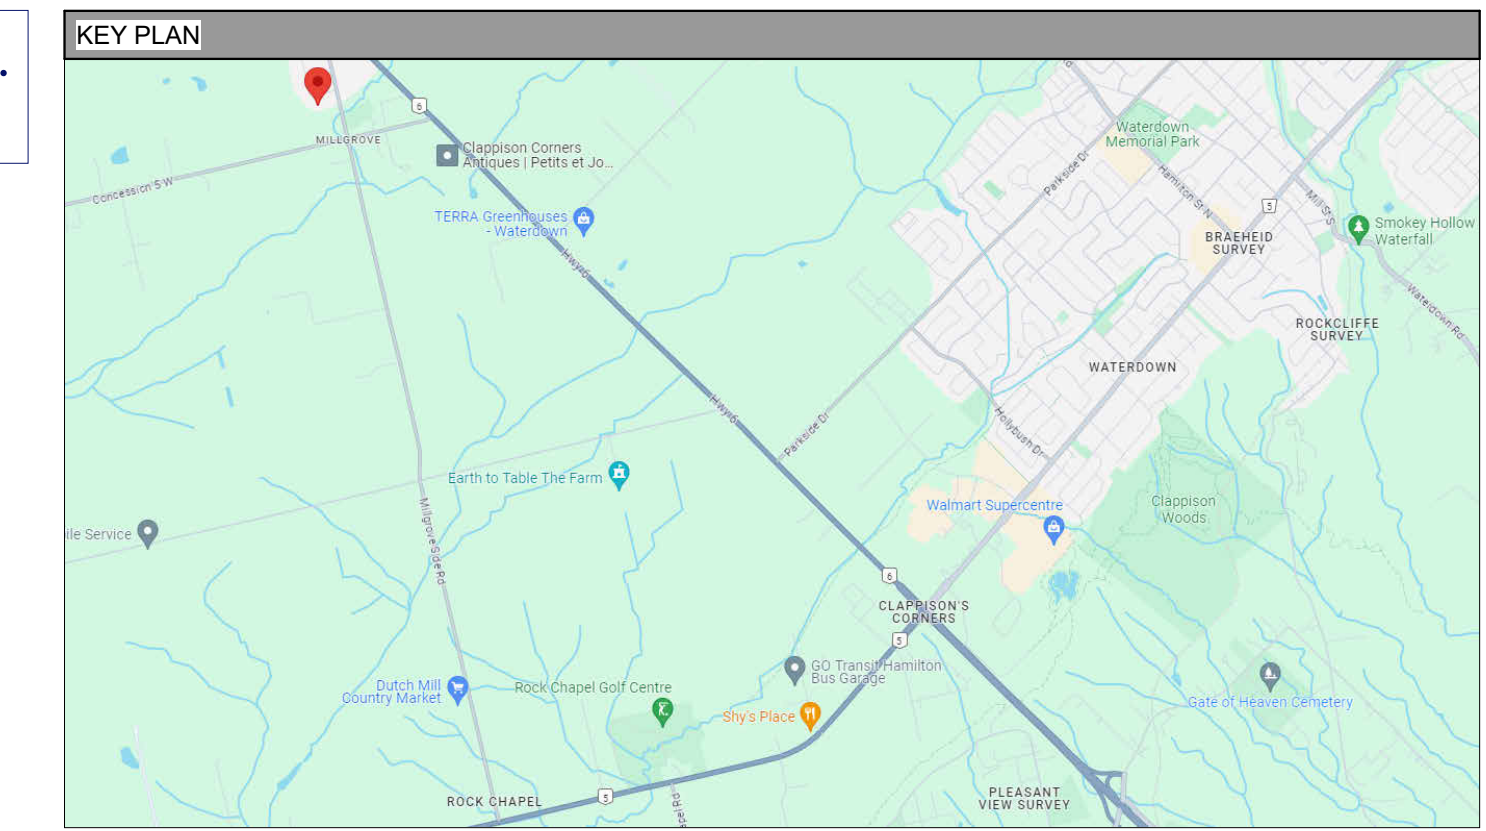 KEY PLAN
6
MILLGROVE
Clappison Corners
Antiques | Petits et Jo...
Concession 5 W
TERRA Greenhouses
- Waterdown
Hwy 6
Waterdown
Memorial Park
Parkside Dr
Hamilton St N
5
Mill St S
Smokey Hollow
Waterfall
BRAEHEID
SURVEY
Waterdown Rd
ROCKCLIFFE
SURVEY
WATERDOWN
Hwy 6
Parkside Dr
Hollybush Dr
Earth to Table The Farm
Walmart Supercentre
Clappison
Woods
Millgrove Side Rd
ile Service
6
CLAPPISON'S
CORNERS
5
GO Transit Hamilton
Bus Garage
Dutch Mill
Country Market
Rock Chapel Golf Centre
Shy's Place
Gate of Heaven Cemetery
ROCK CHAPEL
5
PLEASANT
VIEW SURVEY
apel Rd